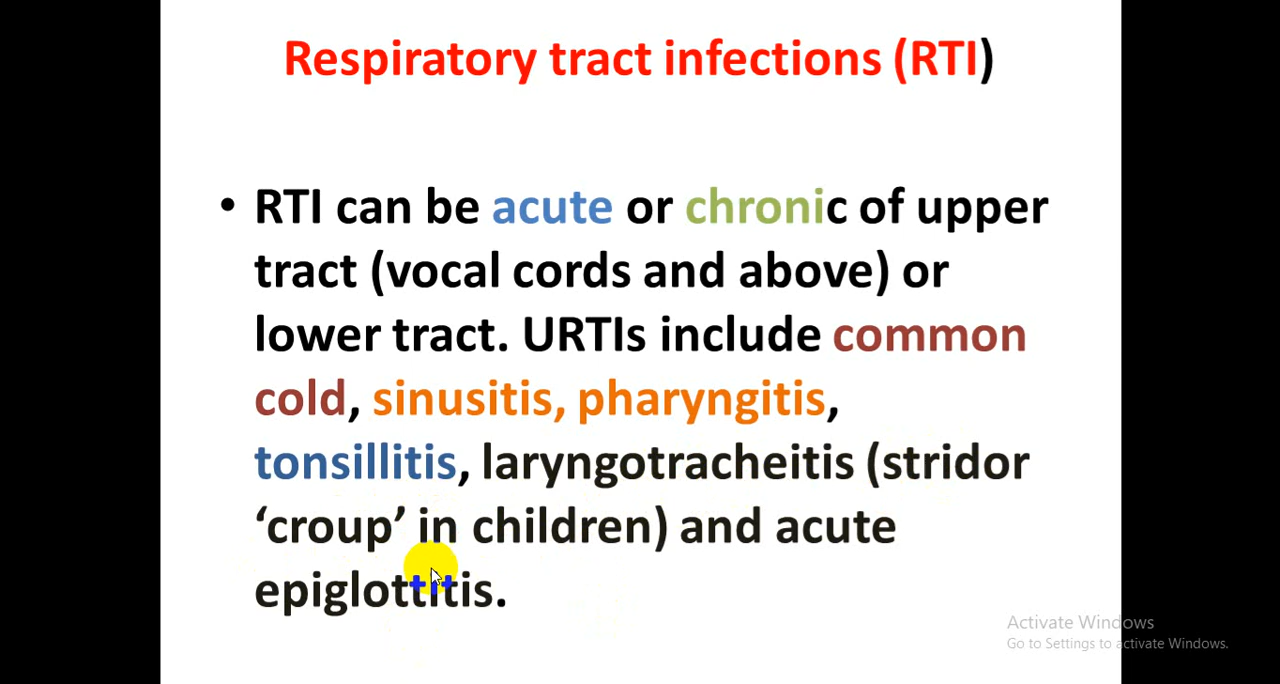 Respiratory tract infections (RTI)
• RTI can be acute or chronic of upper
tract (vocal cords and above) or
lower tract. URTIs include common
cold, sinusitis, pharyngitis,
tonsillitis, laryngotracheitis (stridor
‘croup’ in children) and acute
epiglottitis.
Activate Windows
Go to Settings to activate Windows.